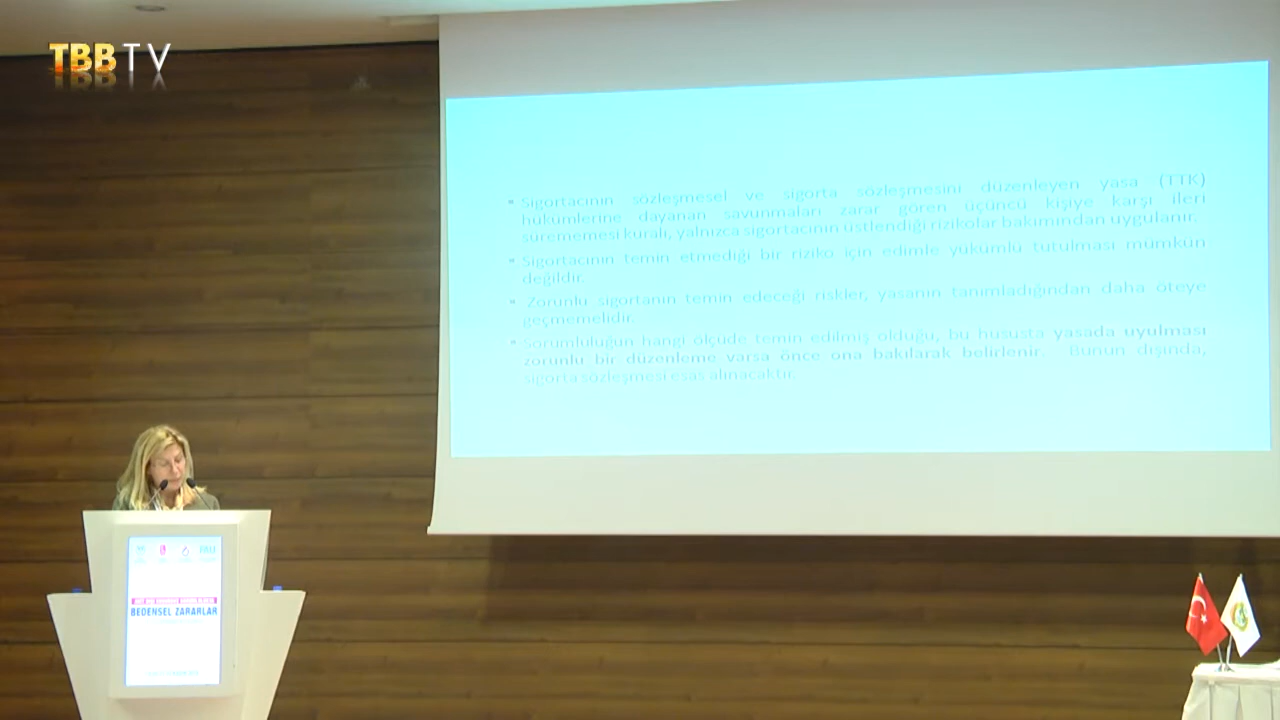 TBB TV
Sigortacının sözleşmesel ve sigorta sözleşmesini düzenleyen yasa (TTK)
hükümlerine dayanan savunmaları zarar gören üçüncü kişiye karşı ileri
sürememesi kuralı, yalnızca sigortacının üstlendiği rizikolar bakımından uygulanır.
Sigortacının temin etmediği bir riziko için edimle yükümlü tutulması mümkün
değildir.
Zorunlu sigortanın temin edeceği riskler, yasanın tanımladığından daha öteye
geçmemelidir.
Sorumluluğun hangi ölçüde temin edilmiş olduğu, bu hususta yasada uyulması
zorunlu bir düzenleme varsa önce ona bakılarak belirlenir. Bunun dışında,
sigorta sözleşmesi esas alınacaktır.
BEDENSEL ZARARLAR